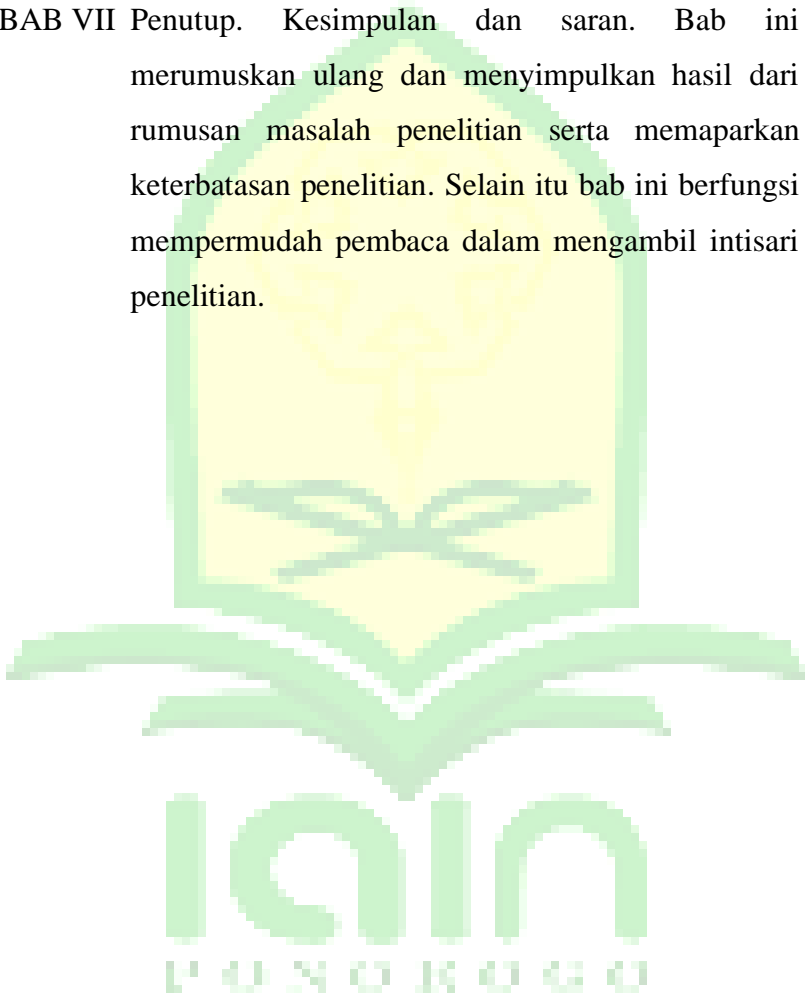 BAB VII Penutup. Kesimpulan dan saran. Bab ini
merumuskan ulang dan menyimpulkan hasil dari
rumusan masalah penelitian serta memaparkan
keterbatasan penelitian. Selain itu bab ini berfungsi
mempermudah pembaca dalam mengambil intisari
penelitian.
iain
PONOROGO